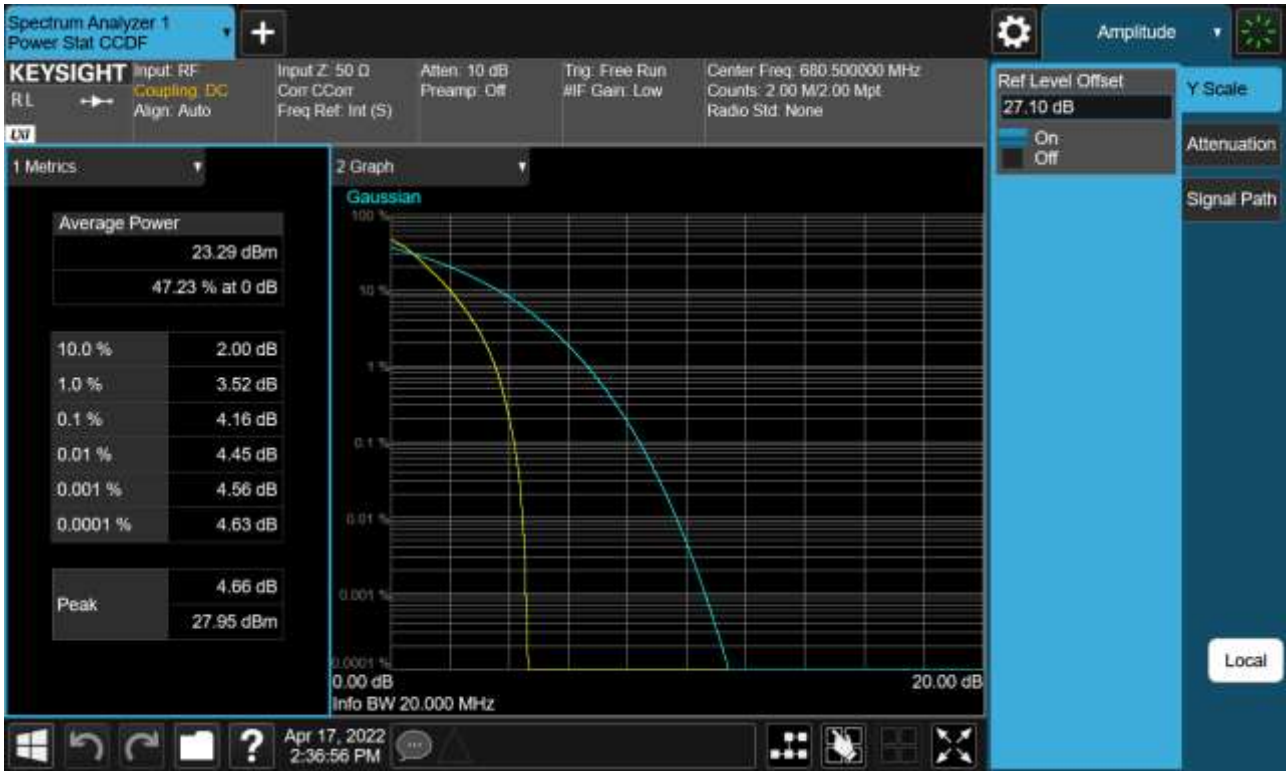 Spectrum Analyzer 1
Power Stat CCDF
+
Amplitude
KEYSIGHT
RL
LXI
Input: RF
Coupling: DC
Align: Auto
Input Z: 50 Ω
Corr CCorr
Freq Ref: Int (S)
Atten: 10 dB
Preamp: Off
Trig: Free Run
#IF Gain: Low
Center Freq: 680.500000 MHz
Counts: 2.00 M/2.00 Mpt
Radio Std: None
Ref Level Offset
27.10 dB
On
Off
Y Scale
Attenuation
Signal Path
1 Metrics
Average Power
23.29 dBm
47.23 % at 0 dB
10.0 % 2.00 dB
1.0 % 3.52 dB
0.1 % 4.16 dB
0.01 % 4.45 dB
0.001 % 4.56 dB
0.0001 % 4.63 dB
Peak
4.66 dB
27.95 dBm
2 Graph
Gaussian
100 %
10 %
1 %
0.1 %
0.01 %
0.001 %
0.0001 %
0.00 dB 20.00 dB
Info BW 20.000 MHz
Local
?
Apr 17, 2022
2:36:56 PM